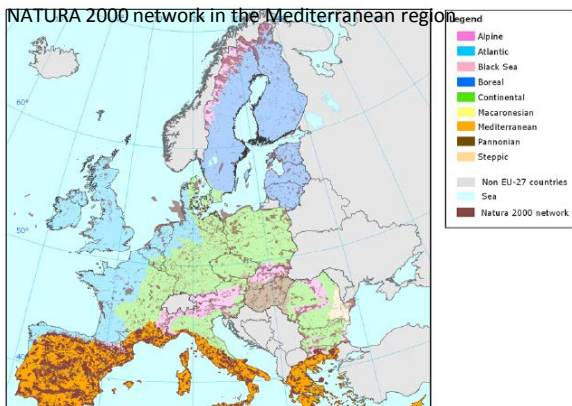 NATURA 2000 network in the Mediterranean region
Legend
Alpine
Atlantic
Black Sea
Boreal
Continental
Macaronesian
Mediterranean
Pannonian
Steppic
Non EU-27 countries
Sea
Natura 2000 network
60°
50°
40°